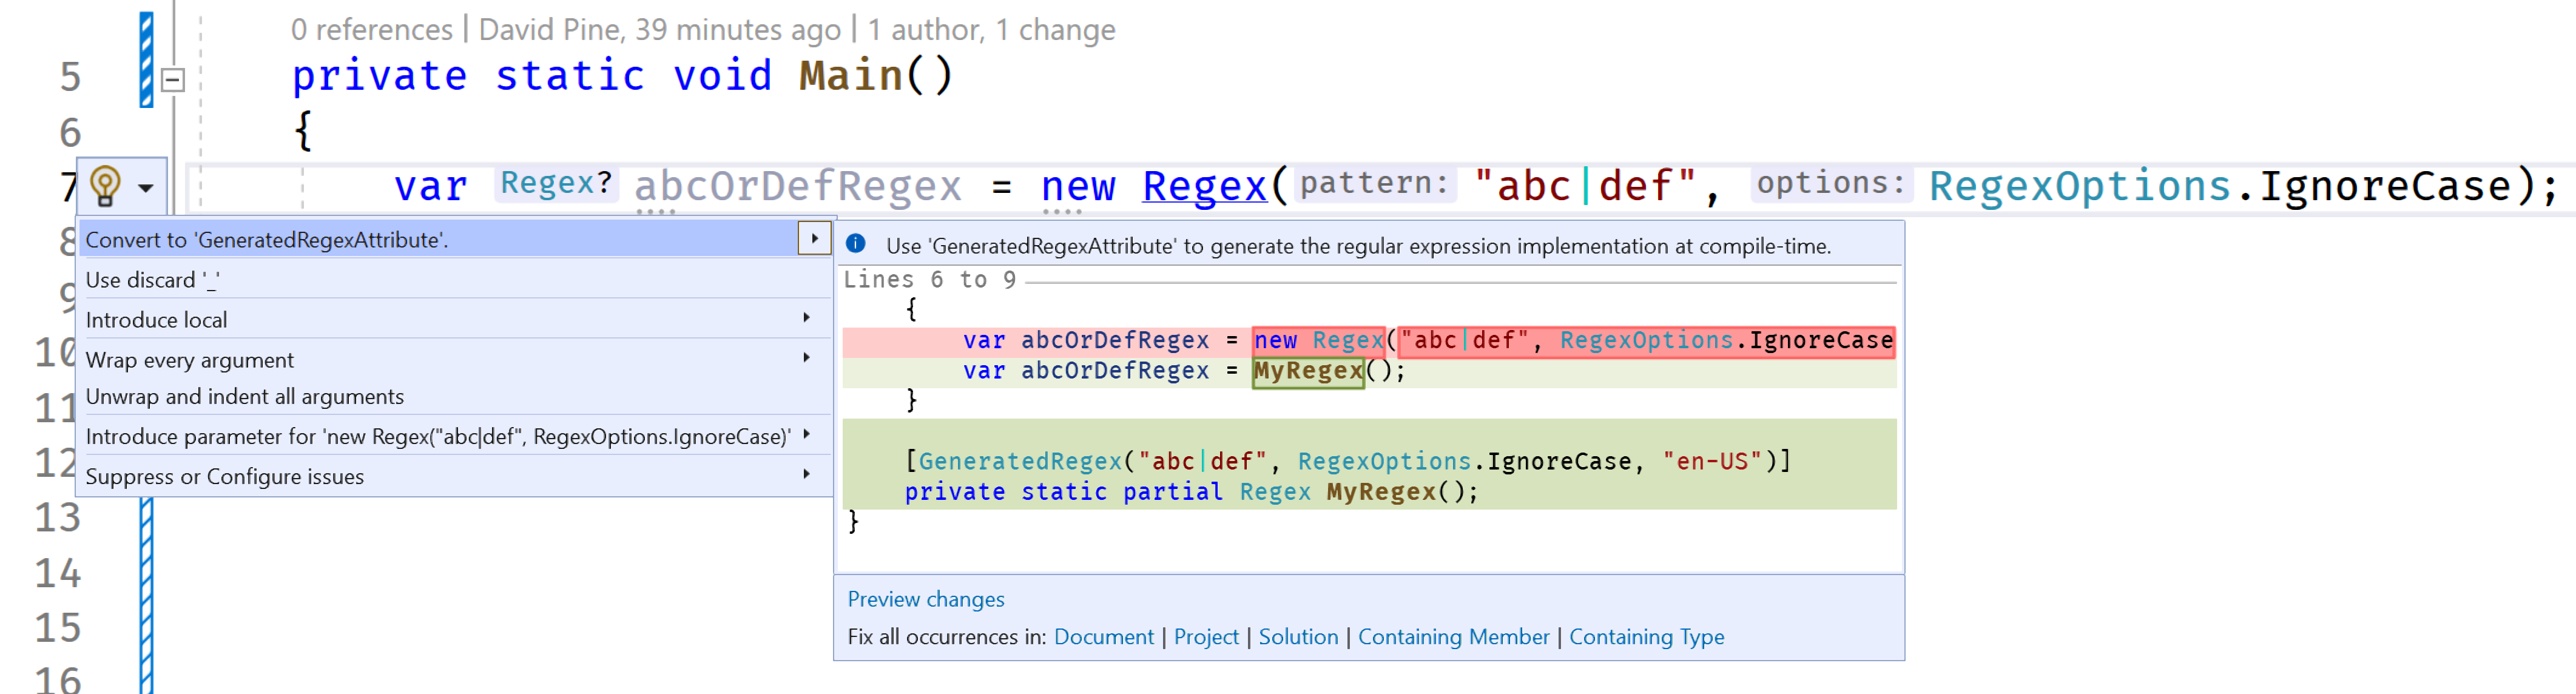 0 references | David Pine, 39 minutes ago | 1 author, 1 change
5 private static void Main()
6 {
7 var Regex? abcOrDefRegex = new Regex(pattern: "abc|def", options: RegexOptions.IgnoreCase);
8
9
10
11
12
13
14
15
16
Convert to 'GeneratedRegexAttribute'.
Use discard '_'
Introduce local
Wrap every argument
Unwrap and indent all arguments
Introduce parameter for 'new Regex("abc|def", RegexOptions.IgnoreCase)'
Suppress or Configure issues
Use 'GeneratedRegexAttribute' to generate the regular expression implementation at compile-time.
Lines 6 to 9
{
var abcOrDefRegex = new Regex("abc|def", RegexOptions.IgnoreCase
var abcOrDefRegex = MyRegex();
}
[GeneratedRegex("abc|def", RegexOptions.IgnoreCase, "en-US")]
private static partial Regex MyRegex();
}
Preview changes
Fix all occurrences in: Document | Project | Solution | Containing Member | Containing Type